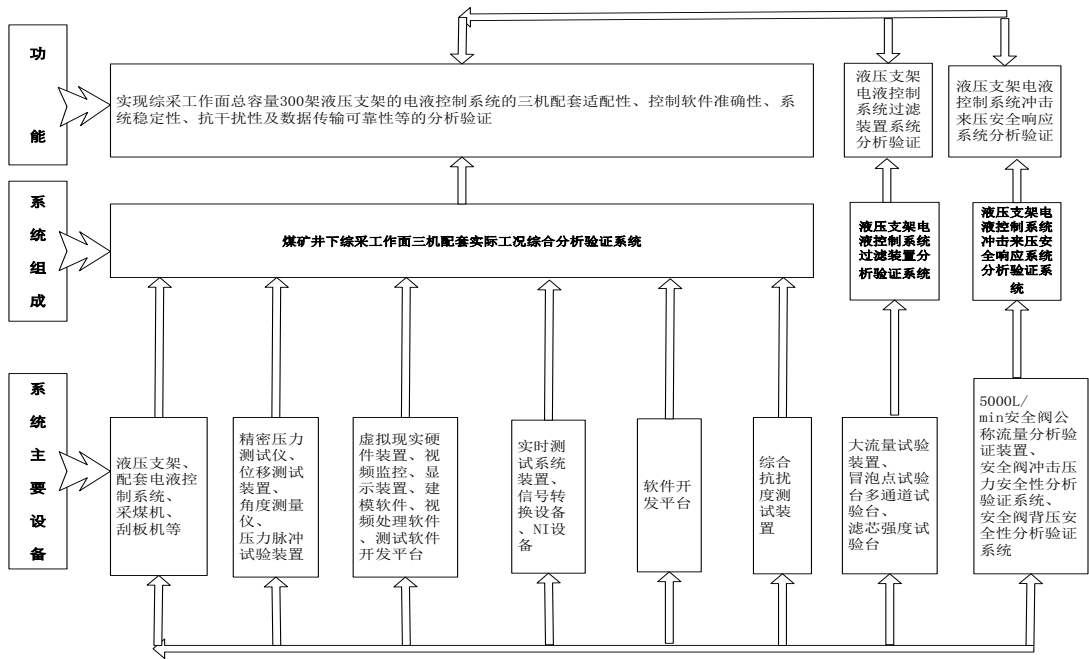 功
能
实现综采工作面总容量300架液压支架的电液控制系统的三机配套适配性、控制软件准确性、系
统稳定性、抗干扰性及数据传输可靠性等的分析验证
液压支架
电液控制
系统过滤
装置系统
分析验证
液压支架电液
控制系统冲击
来压安全响应
系统分析验证
系
统
组
成
煤矿井下综采工作面三机配套实际工况综合分析验证系统
液压支架电
液控制系统
过滤装置分
析验证系统
液压支架电
液控制系统
冲击来压安
全响应系统
分析验证系
统
系
统
主
要
设
备
液压支架、
配套电液控
制系统、
采煤机、
刮板机等
精密压力
测试仪、
位移测试
装置、
角度测量
仪、
压力脉冲
试验装置
虚拟现实硬
件装置、视
频监控、显
示装置、建
模软件、视
频处理软件
、测试软件
开发平台
实时测
试系统
装置、
信号转
换设备
、NI设
备
软件开
发平台
综合
抗扰
度测
试装
置
大流量试验
装置、
冒泡点试验
台多通道试
验台、
滤芯强度试
验台
5000L/
min安全阀公
称流量分析验
证装置、
安全阀冲击压
力安全性分析
验证系统、
安全阀背压安
全性分析验证
系统